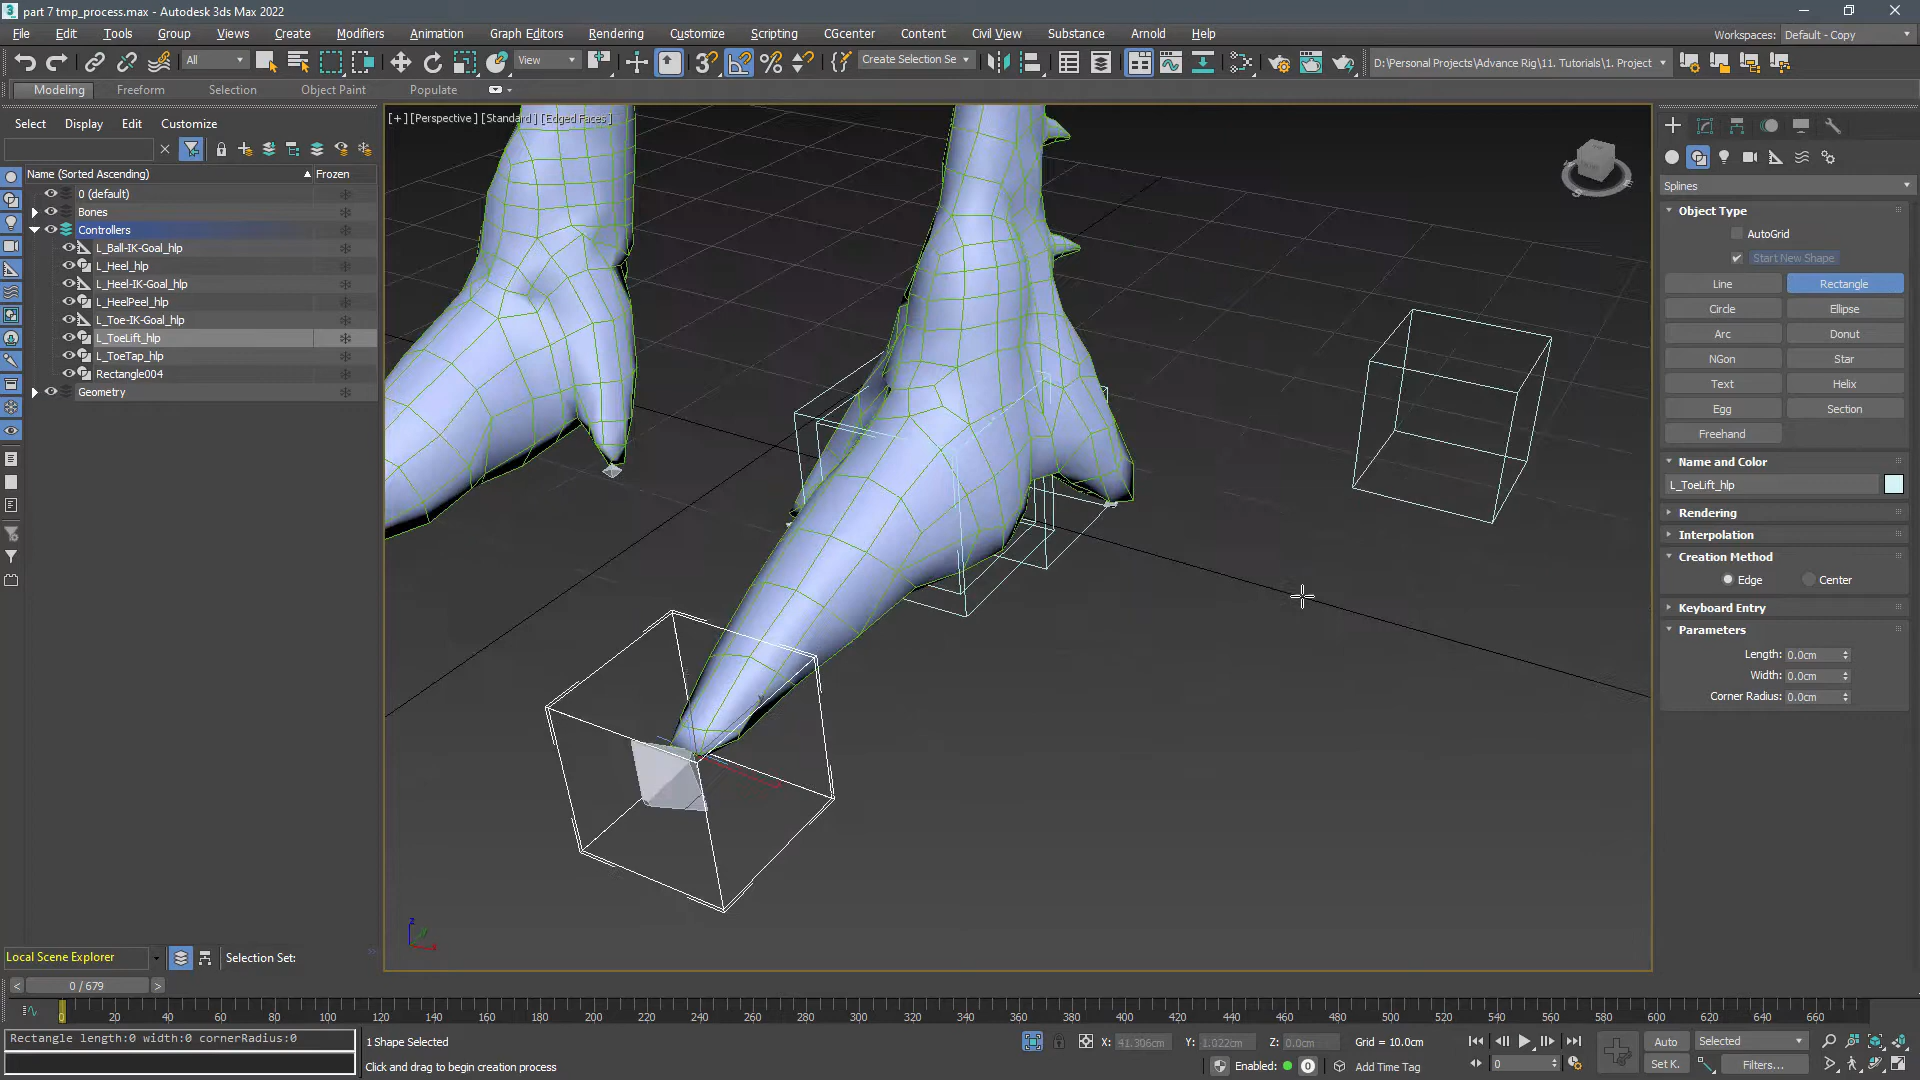 part 7 tmp_process.max - Autodesk 3ds Max 2022
File Edit Tools Group Views Create Modifiers Animation Graph Editors Rendering Customize Scripting CGcenter Content Civil View Substance Arnold Help
Workspaces: Default - Copy
All View Create Selection Se D:\Personal Projects\Advance Rig\11. Tutorials\1. Project
Modeling Freeform Selection Object Paint Populate
Select Display Edit Customize
Name (Sorted Ascending) Frozen
0 (default)
Bones
Controllers
L_Ball-IK-Goal_hlp
L_Heel_hlp
L_Heel-IK-Goal_hlp
L_HeelPeel_hlp
L_Toe-IK-Goal_hlp
L_ToeLift_hlp
L_ToeTap_hlp
Rectangle004
Geometry
[+] [Perspective] [Standard] [Edged Faces]
Splines
Object Type
AutoGrid
Start New Shape
Line Rectangle
Circle Ellipse
Arc Donut
NGon Star
Text Helix
Egg Section
Freehand
Name and Color
L_ToeLift_hlp
Rendering
Interpolation
Creation Method
Edge Center
Keyboard Entry
Parameters
Length: 0.0cm
Width: 0.0cm
Corner Radius: 0.0cm
z
Local Scene Explorer Selection Set:
< 0 / 679 >
0 20 40 60 80 100 120 140 160 180 200 220 240 260 280 300 320 340 360 380 400 420 440 460 480 500 520 540 560 580 600 620 640 660
Rectangle length:0 width:0 cornerRadius:0
1 Shape Selected
Click and drag to begin creation process
X: 41.306cm Y: 1.022cm Z: 0.0cm Grid = 10.0cm
Enabled: 0 Add Time Tag
0
Auto Selected
Set K. Filters...